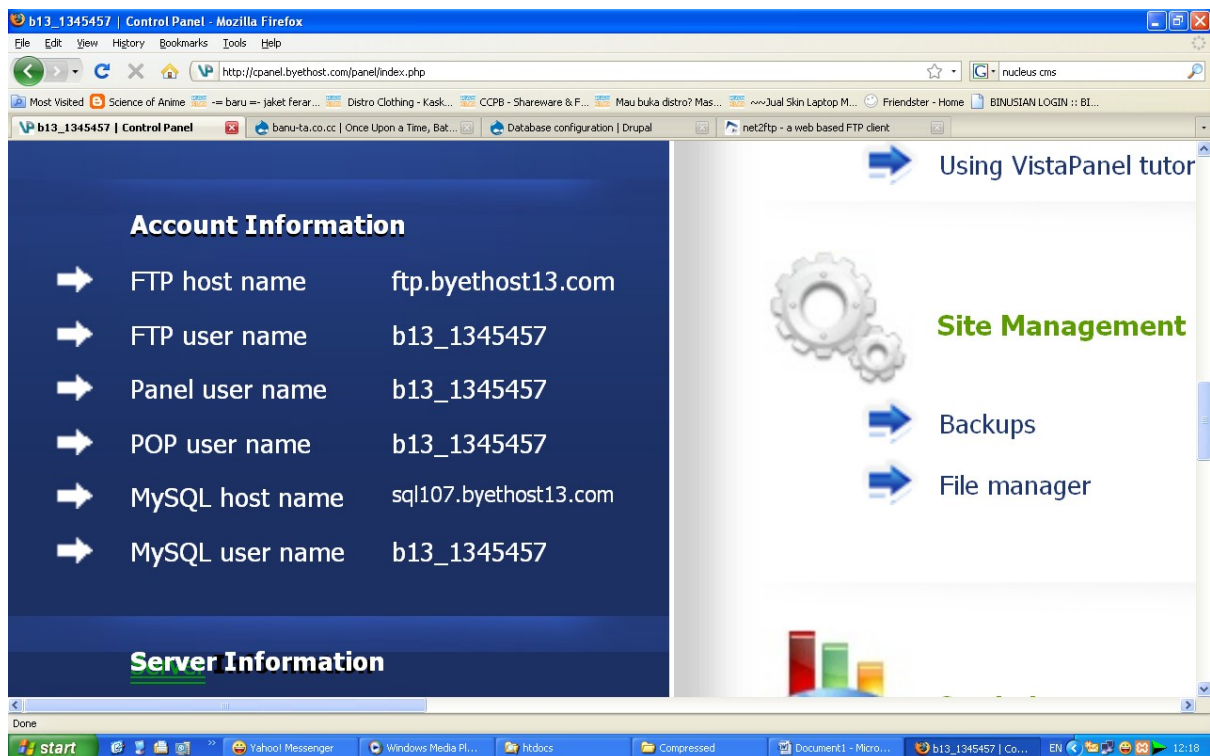 b13_1345457 | Control Panel - Mozilla Firefox
File Edit View History Bookmarks Tools Help
http://cpanel.byethost.com/panel/index.php
nucleus cms
Most Visited Science of Anime -= baru =- jaket ferar... Distro Clothing - Kask... CCPB - Shareware & F... Mau buka distro? Mas... ~~Jual Skin Laptop M... Friendster - Home BINUSIAN LOGIN :: BI...
b13_1345457 | Control Panel banu-ta.co.cc | Once Upon a Time, Bat... Database configuration | Drupal net2ftp - a web based FTP client
Using VistaPanel tutor
Account Information
FTP host name ftp.byethost13.com
FTP user name b13_1345457
Panel user name b13_1345457
POP user name b13_1345457
MySQL host name sql107.byethost13.com
MySQL user name b13_1345457
Site Management
Backups
File manager
Server Information
Done
start Yahoo! Messenger Windows Media Pl... htdocs Compressed Document1 - Micro... b13_1345457 | Co... EN 12:18